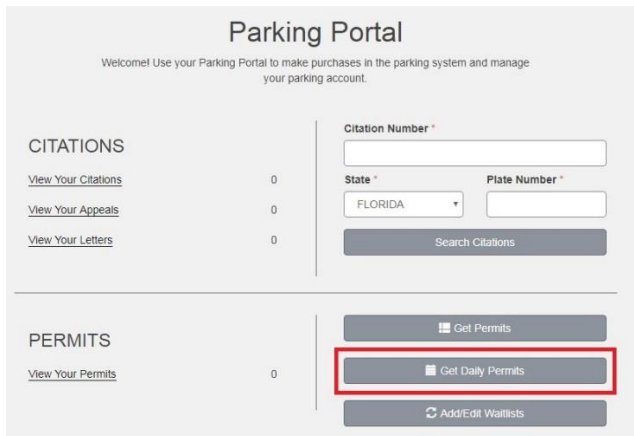 Parking Portal
Welcome! Use your Parking Portal to make purchases in the parking system and manage
your parking account.
CITATIONS
View Your Citations 0
View Your Appeals 0
View Your Letters 0
Citation Number *
State * Plate Number *
FLORIDA
Search Citations
PERMITS
View Your Permits 0
Get Permits
Get Daily Permits
Add/Edit Waitlists